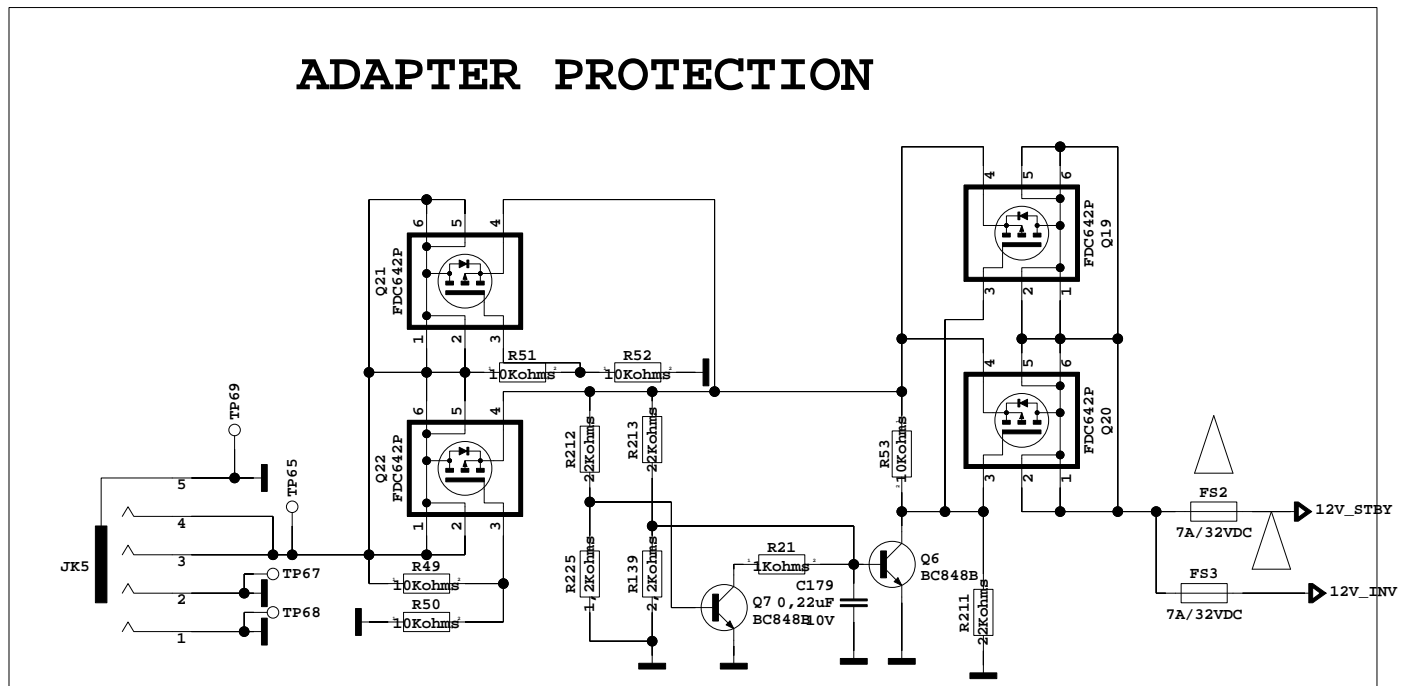 ADAPTER PROTECTION
4
5
6
Q19
FDC642P
3
2
1
6
5
4
Q21
FDC642P
1
2
3
R51
10Kohms
R52
10Kohms
4
5
6
Q20
FDC642P
3
2
1
6
5
4
Q22
FDC642P
1
2
3
R212
22Kohms
R213
22Kohms
R53
10Kohms
TP69
TP65
5
4
3
2
1
JK5
TP67
TP68
R49
10Kohms
R50
10Kohms
R225
1,2Kohms
R139
2,2Kohms
R21
1Kohms
Q7
BC848B
C179
0,22uF
10V
Q6
BC848B
R211
22Kohms
FS2
7A/32VDC
12V_STBY
FS3
7A/32VDC
12V_INV